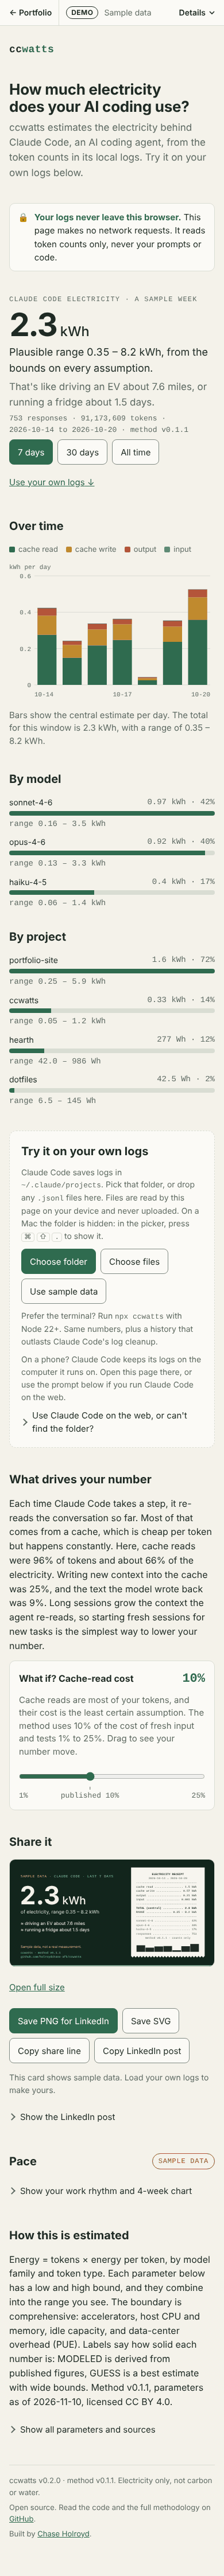 ← Portfolio DEMO Sample data Details
ccwatts
How much electricity
does your AI coding use?
ccwatts estimates the electricity behind
Claude Code, an AI coding agent, from the
token counts in its local logs. Try it on your
own logs below.
Your logs never leave this browser. This
page makes no network requests. It reads
token counts only, never your prompts or
code.
CLAUDE CODE ELECTRICITY · A SAMPLE WEEK
2.3 kWh
Plausible range 0.35 – 8.2 kWh, from the
bounds on every assumption.
That's like driving an EV about 7.6 miles, or
running a fridge about 1.5 days.
753 responses · 91,173,609 tokens ·
2026-10-14 to 2026-10-20 · method v0.1.1
7 days 30 days All time
Use your own logs ↓
Over time
cache read cache write output input
kWh per day
0.6
0.4
0.2
0
10-14 10-17 10-20
Bars show the central estimate per day. The total
for this window is 2.3 kWh, with a range of 0.35 –
8.2 kWh.
By model
sonnet-4-6 0.97 kWh · 42%
range 0.16 – 3.5 kWh
opus-4-6 0.92 kWh · 40%
range 0.13 – 3.3 kWh
haiku-4-5 0.4 kWh · 17%
range 0.06 – 1.4 kWh
By project
portfolio-site 1.6 kWh · 72%
range 0.25 – 5.9 kWh
ccwatts 0.33 kWh · 14%
range 0.05 – 1.2 kWh
hearth 277 Wh · 12%
range 42.0 – 986 Wh
dotfiles 42.5 Wh · 2%
range 6.5 – 145 Wh
Try it on your own logs
Claude Code saves logs in
~/.claude/projects. Pick that folder, or drop
any .jsonl files here. Files are read by this
page on your device and never uploaded. On a
Mac the folder is hidden: in the picker, press
⌘ ⇧ . to show it.
Choose folder Choose files
Use sample data
Prefer the terminal? Run npx ccwatts with
Node 22+. Same numbers, plus a history that
outlasts Claude Code's log cleanup.
On a phone? Claude Code keeps its logs on the
computer it runs on. Open this page there, or
use the prompt below if you run Claude Code
on the web.
Use Claude Code on the web, or can't
find the folder?
What drives your number
Each time Claude Code takes a step, it re-
reads the conversation so far. Most of that
comes from a cache, which is cheap per token
but happens constantly. Here, cache reads
were 96% of tokens and about 66% of the
electricity. Writing new context into the cache
was 25%, and the text the model wrote back
was 9%. Long sessions grow the context the
agent re-reads, so starting fresh sessions for
new tasks is the simplest way to lower your
number.
What if? Cache-read cost 10%
Cache reads are most of your tokens, and
their cost is the least certain assumption. The
method uses 10% of the cost of fresh input
and tests 1% to 25%. Drag to see your
number move.
1% published 10% 25%
Share it
2.3 kWh
of electricity, range 0.35 – 8.2 kWh
≈ driving an EV about 7.6 miles
≈ running a fridge about 1.5 days
Open full size
Save PNG for LinkedIn Save SVG
Copy share line Copy LinkedIn post
This card shows sample data. Load your own logs to
make yours.
Show the LinkedIn post
Pace SAMPLE DATA
Show your work rhythm and 4-week chart
How this is estimated
Energy = tokens × energy per token, by model
family and token type. Each parameter below
has a low and high bound, and they combine
into the range you see. The boundary is
comprehensive: accelerators, host CPU and
memory, idle capacity, and data-center
overhead (PUE). Labels say how solid each
number is: MODELED is derived from
published figures, GUESS is a best estimate
with wide bounds. Method v0.1.1, parameters
as of 2026-11-10, licensed CC BY 4.0.
Show all parameters and sources
ccwatts v0.2.0 · method v0.1.1. Electricity only, not carbon
or water.
Open source. Read the code and the full methodology on
GitHub.
Built by Chase Holroyd.